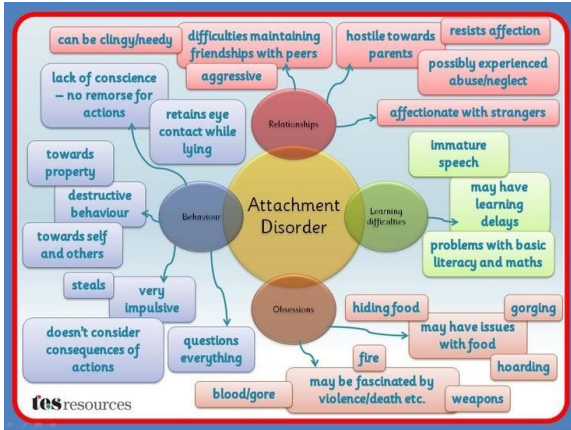 can be clingy/needy
difficulties maintaining
friendships with peers
aggressive
hostile towards
parents
resists affection
possibly experienced
abuse/neglect
affectionate with strangers
Relationships
lack of conscience
– no remorse for
actions
retains eye
contact while
lying
towards
property
destructive
behaviour
towards self
and others
steals
very
impulsive
doesn't consider
consequences of
actions
questions
everything
Behaviour
Attachment
Disorder
Learning
difficulties
immature
speech
may have
learning
delays
problems with basic
literacy and maths
Obsessions
hiding food
gorging
may have issues
with food
hoarding
fire
may be fascinated by
violence/death etc.
blood/gore
weapons
tes resources